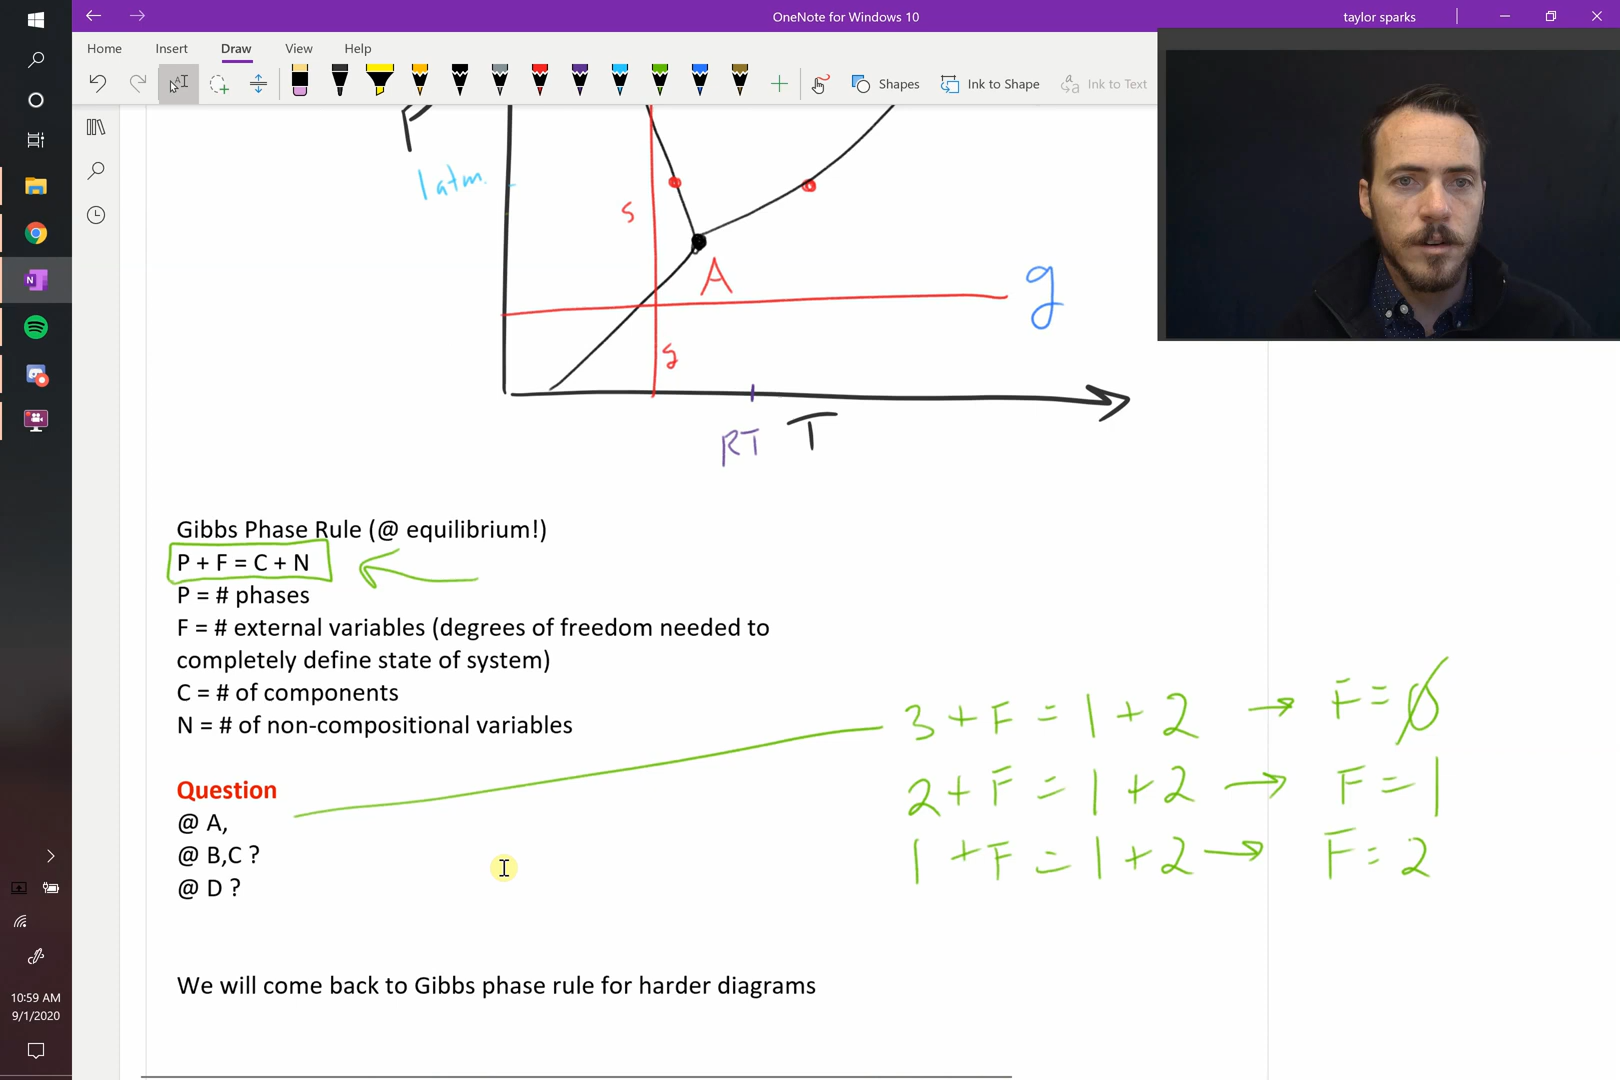 OneNote for Windows 10
taylor sparks
Home Insert Draw View Help
Shapes Ink to Shape Ink to Text
P
1 atm.
s
A
g
g
RT T
Gibbs Phase Rule (@ equilibrium!)
P + F = C + N
P = # phases
F = # external variables (degrees of freedom needed to
completely define state of system)
C = # of components
N = # of non-compositional variables
3 + F = 1 + 2 → F = 0
2 + F = 1 + 2 → F = 1
1 + F = 1 + 2 → F = 2
Question
@ A,
@ B,C ?
@ D ?
We will come back to Gibbs phase rule for harder diagrams
10:59 AM
9/1/2020